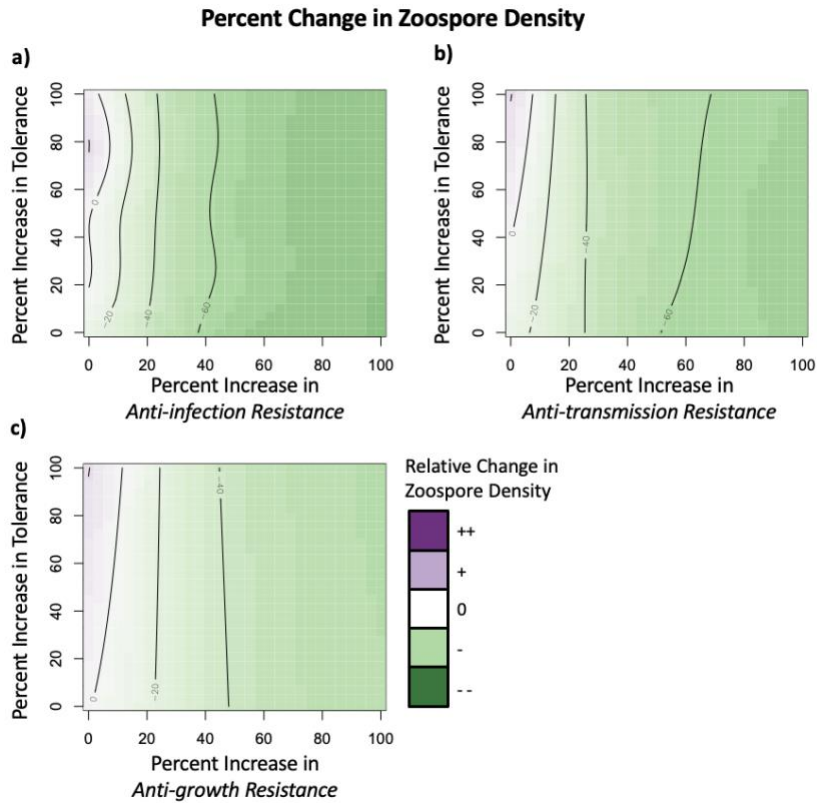 Percent Change in Zoospore Density
a)
Percent Increase in Tolerance
100
80
60
40
20
0
0
-20
-40
-60
0 20 40 60 80 100
Percent Increase in
Anti-infection Resistance
b)
Percent Increase in Tolerance
100
80
60
40
20
0
0
-20
-40
-60
0 20 40 60 80 100
Percent Increase in
Anti-transmission Resistance
c)
Percent Increase in Tolerance
100
80
60
40
20
0
0
-20
-40
0 20 40 60 80 100
Percent Increase in
Anti-growth Resistance
Relative Change in
Zoospore Density
++
+
0
-
--